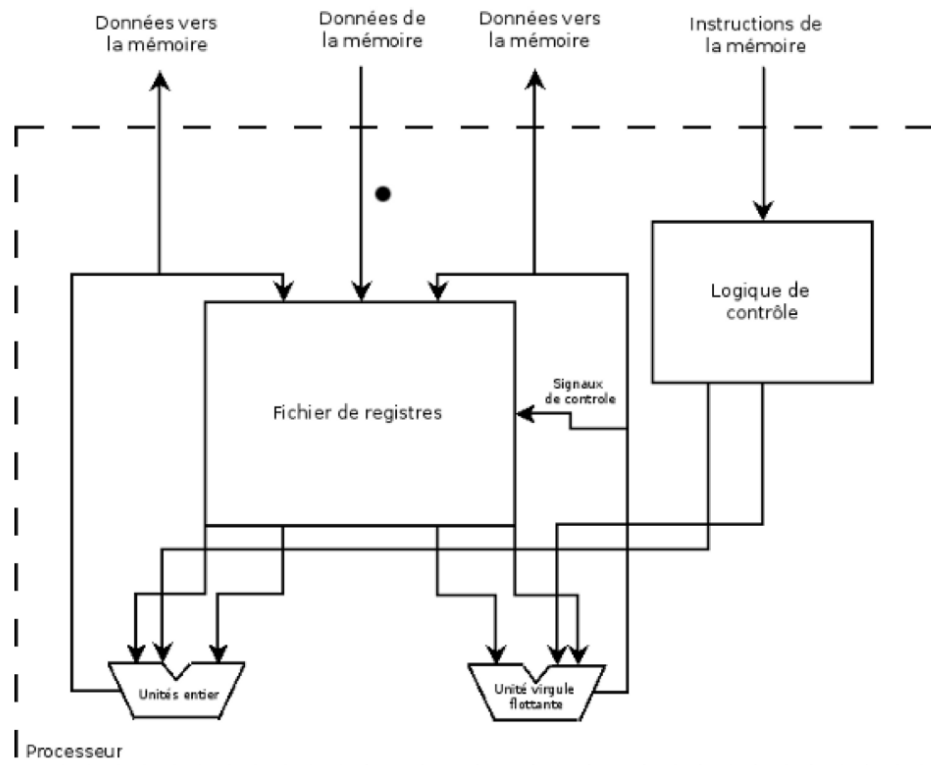 Données vers
la mémoire
Données de
la mémoire
Données vers
la mémoire
Instructions de
la mémoire
Logique de
contrôle
Signaux
de controle
Fichier de registres
Unités entier
Unité virgule
flottante
Processeur